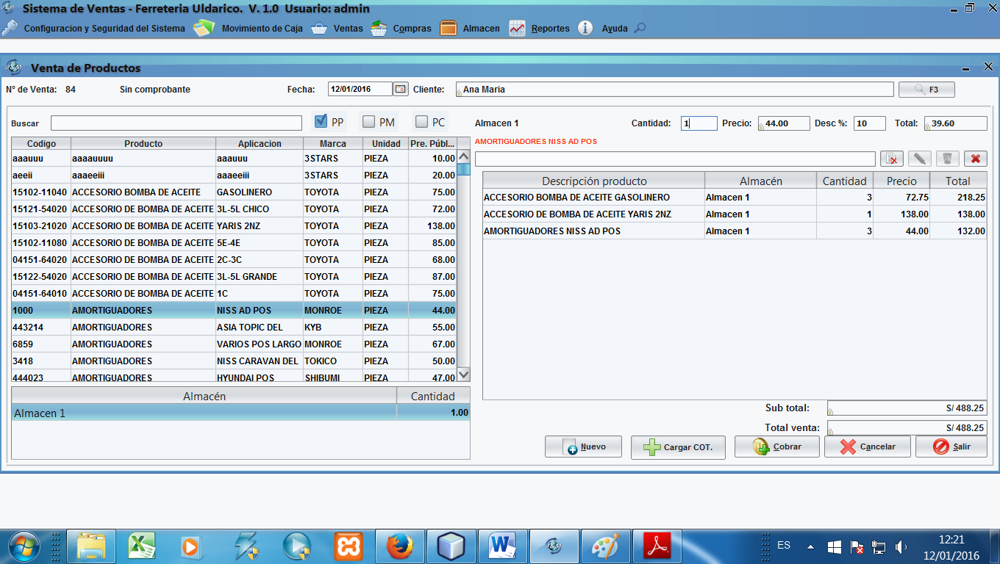 Sistema de Ventas - Ferreteria Uldarico. V. 1.0 Usuario: admin
Configuracion y Seguridad del Sistema Movimiento de Caja Ventas Compras Almacen Reportes Ayuda
Venta de Productos
Nº de Venta: 84 Sin comprobante Fecha: 12/01/2016 Cliente: Ana Maria F3
Buscar PP PM PC Almacen 1 Cantidad: 1 Precio: 44.00 Desc %: 10 Total: 39.60
AMORTIGUADORES NISS AD POS
Codigo Producto Aplicacion Marca Unidad Pre. Públ...
aaauuu aaaauuuu aaauuu 3STARS PIEZA 10.00
aeeii aaaeeiii aaaeeiii 3STARS PIEZA 20.00
15102-11040 ACCESORIO BOMBA DE ACEITE GASOLINERO TOYOTA PIEZA 75.00
15121-54020 ACCESORIO DE BOMBA DE ACEITE 3L-5L CHICO TOYOTA PIEZA 72.00
15103-21020 ACCESORIO DE BOMBA DE ACEITE YARIS 2NZ TOYOTA PIEZA 138.00
15102-11080 ACCESORIO DE BOMBA DE ACEITE 5E-4E TOYOTA PIEZA 85.00
04151-64020 ACCESORIO DE BOMBA DE ACEITE 2C-3C TOYOTA PIEZA 68.00
15122-54020 ACCESORIO DE BOMBA DE ACEITE 3L-5L GRANDE TOYOTA PIEZA 87.00
04151-64010 ACCESORIO DE BOMBA DE ACEITE 1C TOYOTA PIEZA 75.00
1000 AMORTIGUADORES NISS AD POS MONROE PIEZA 44.00
443214 AMORTIGUADORES ASIA TOPIC DEL KYB PIEZA 55.00
6859 AMORTIGUADORES VARIOS POS LARGO MONROE PIEZA 67.00
3418 AMORTIGUADORES NISS CARAVAN DEL TOKICO PIEZA 50.00
444023 AMORTIGUADORES HYUNDAI POS SHIBUMI PIEZA 47.00
Almacén Cantidad
Almacen 1 1.00
Descripción producto Almacén Cantidad Precio Total
ACCESORIO BOMBA DE ACEITE GASOLINERO Almacen 1 3 72.75 218.25
ACCESORIO DE BOMBA DE ACEITE YARIS 2NZ Almacen 1 1 138.00 138.00
AMORTIGUADORES NISS AD POS Almacen 1 3 44.00 132.00
Sub total: S/ 488.25
Total venta: S/ 488.25
Nuevo Cargar COT. Cobrar Cancelar Salir
ES 12:21
12/01/2016